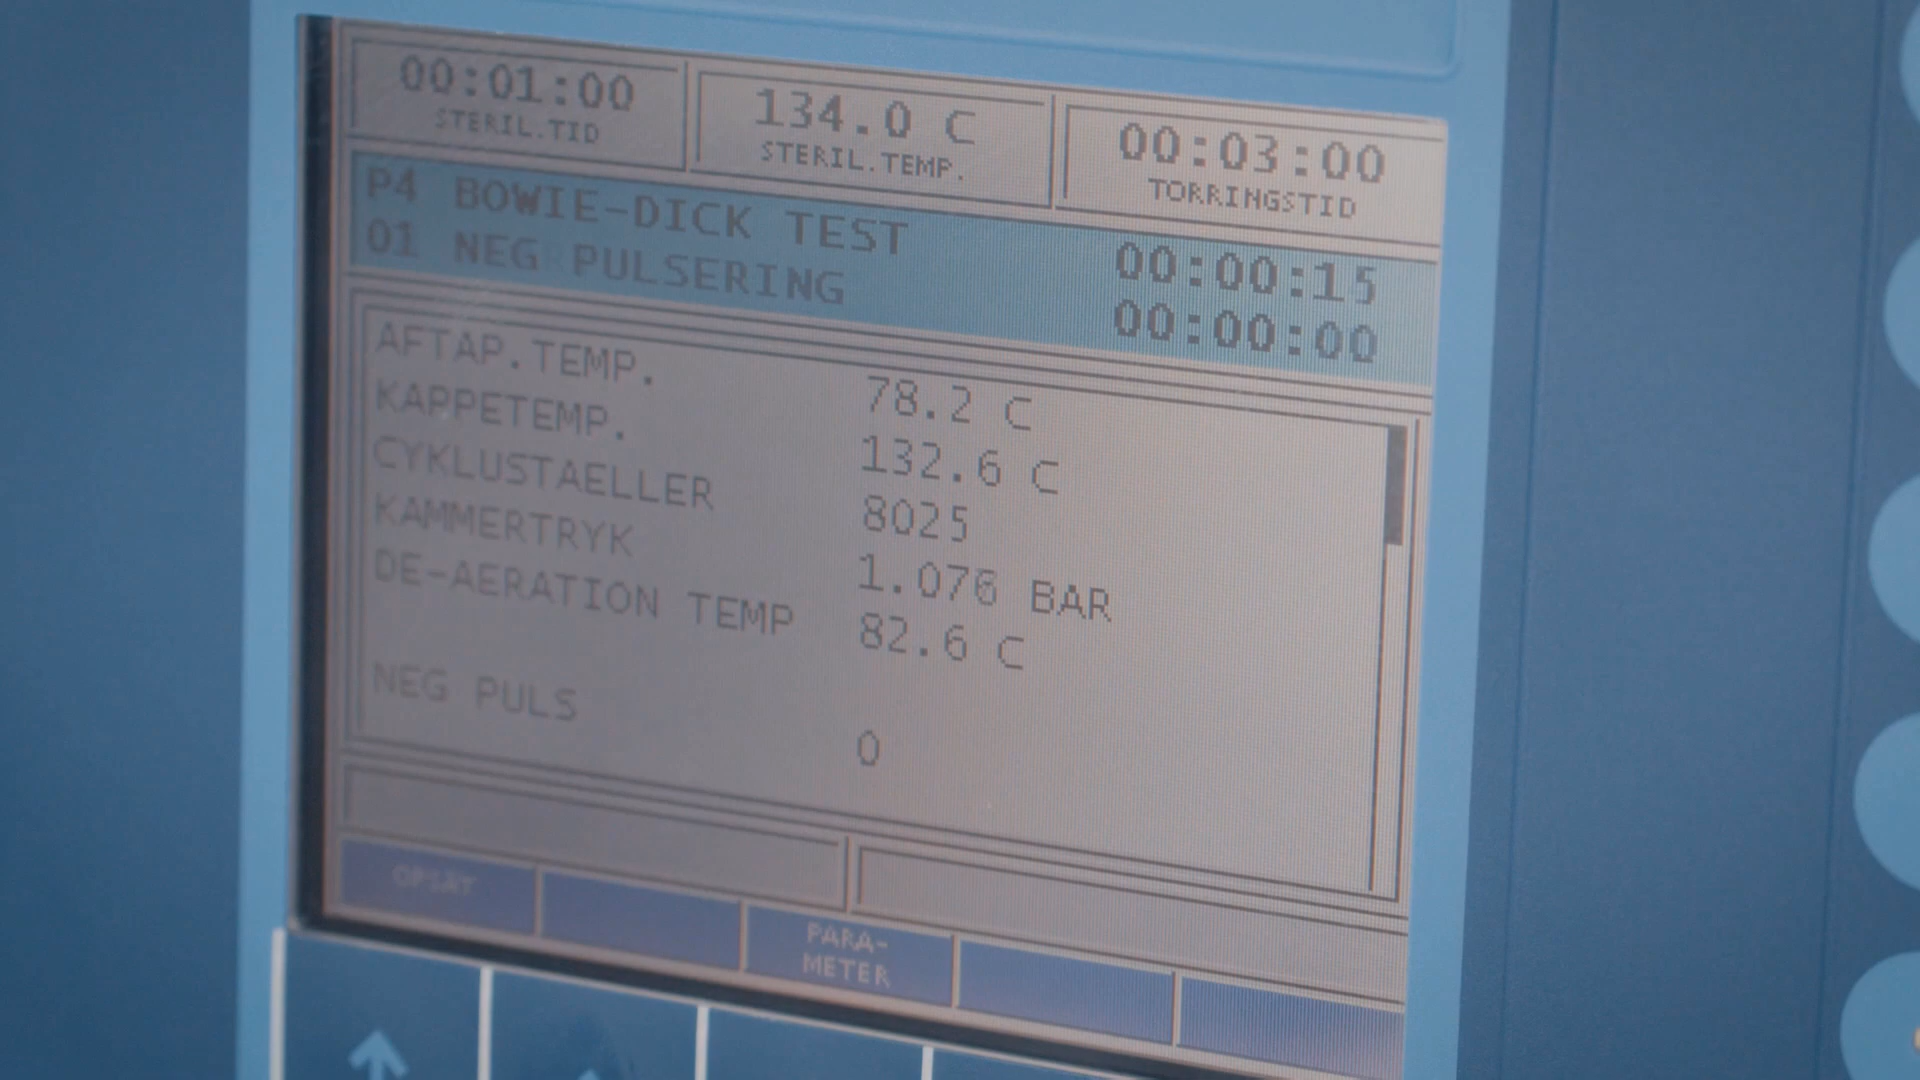 00:01:00 134.0 C 00:03:00
STERIL.TID STERIL.TEMP. TORRINGSTID
P4 BOWIE-DICK TEST 00:00:15
01 NEG PULSERING 00:00:00
AFTAP.TEMP. 78.2 C
KAPPETEMP. 132.6 C
CYKLUSTAELLER 8025
KAMMERTRYK 1.076 BAR
DE-AERATION TEMP 82.6 C
NEG PULS 0
OPSÆT
PARA-
METER